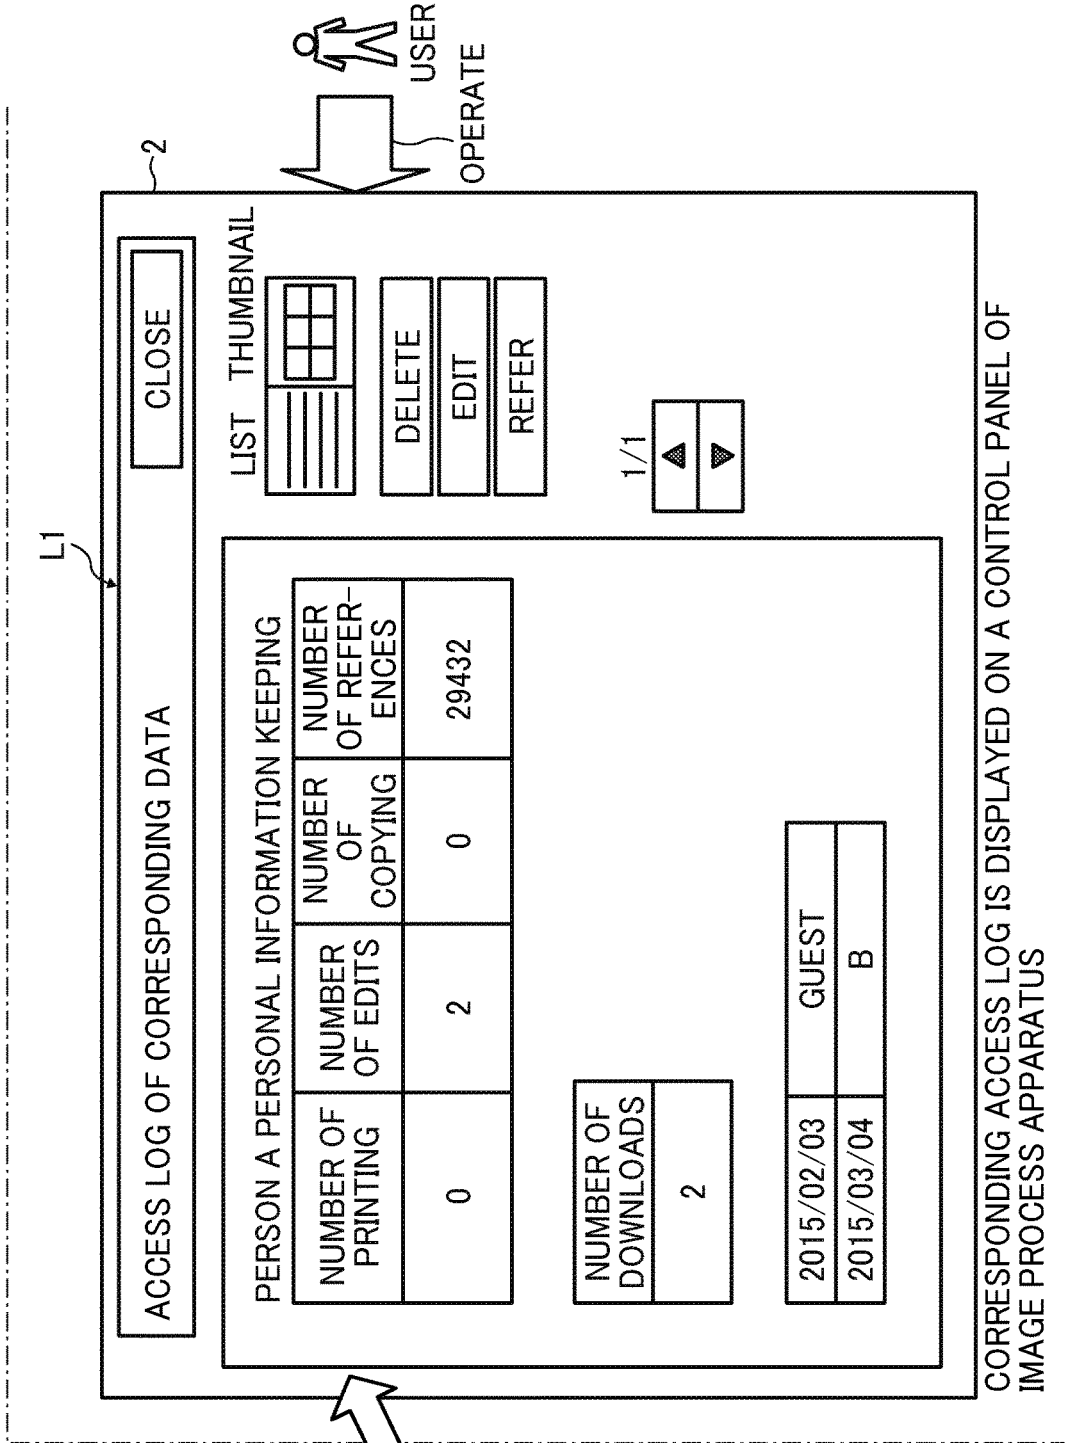 L1
2
ACCESS LOG OF CORRESPONDING DATA
CLOSE
PERSON A PERSONAL INFORMATION KEEPING
NUMBER OF
PRINTING
NUMBER
OF EDITS
NUMBER
OF
COPYING
NUMBER
OF REFER-
ENCES
0
2
0
29432
NUMBER OF
DOWNLOADS
2
2015/02/03
GUEST
2015/03/04
B
LIST
THUMBNAIL
DELETE
EDIT
REFER
1/1
USER
OPERATE
CORRESPONDING ACCESS LOG IS DISPLAYED ON A CONTROL PANEL OF
IMAGE PROCESS APPARATUS